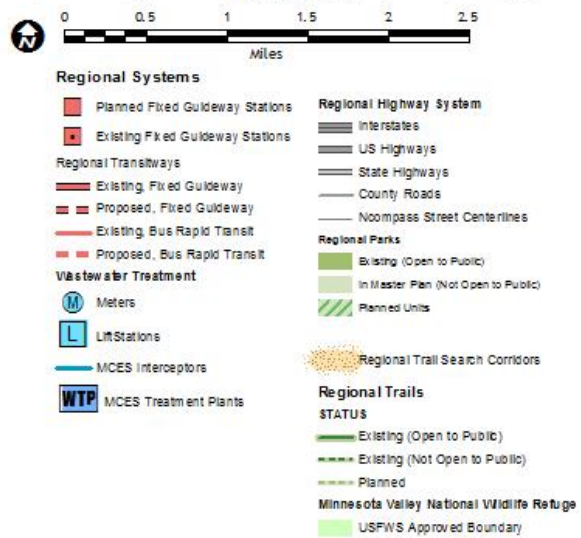 0 0.5 1 1.5 2 2.5
N
Miles
Regional Systems
Planned Fixed Guideway Stations
Existing Fixed Guideway Stations
Regional Transitways
Existing, Fixed Guideway
Proposed, Fixed Guideway
Existing, Bus Rapid Transit
Proposed, Bus Rapid Transit
Wastewater Treatment
M Meters
L LiftStations
MCES Interceptors
WTP MCES Treatment Plants
Regional Highway System
Interstates
US Highways
State Highways
County Roads
Ncompass Street Centerlines
Regional Parks
Existing (Open to Public)
In Master Plan (Not Open to Public)
Planned Units
Regional Trail Search Corridors
Regional Trails
STATUS
Existing (Open to Public)
Existing (Not Open to Public)
Planned
Minnesota Valley National Wildlife Refuge
USFWS Approved Boundary